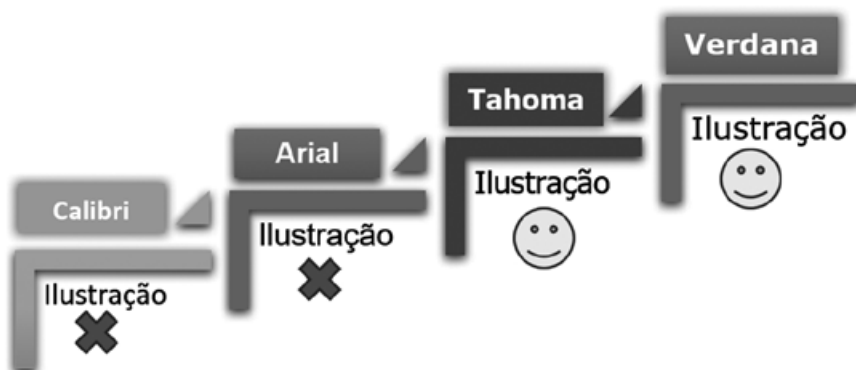 Calibri
Ilustração
Arial
Ilustração
Tahoma
Ilustração
Verdana
Ilustração